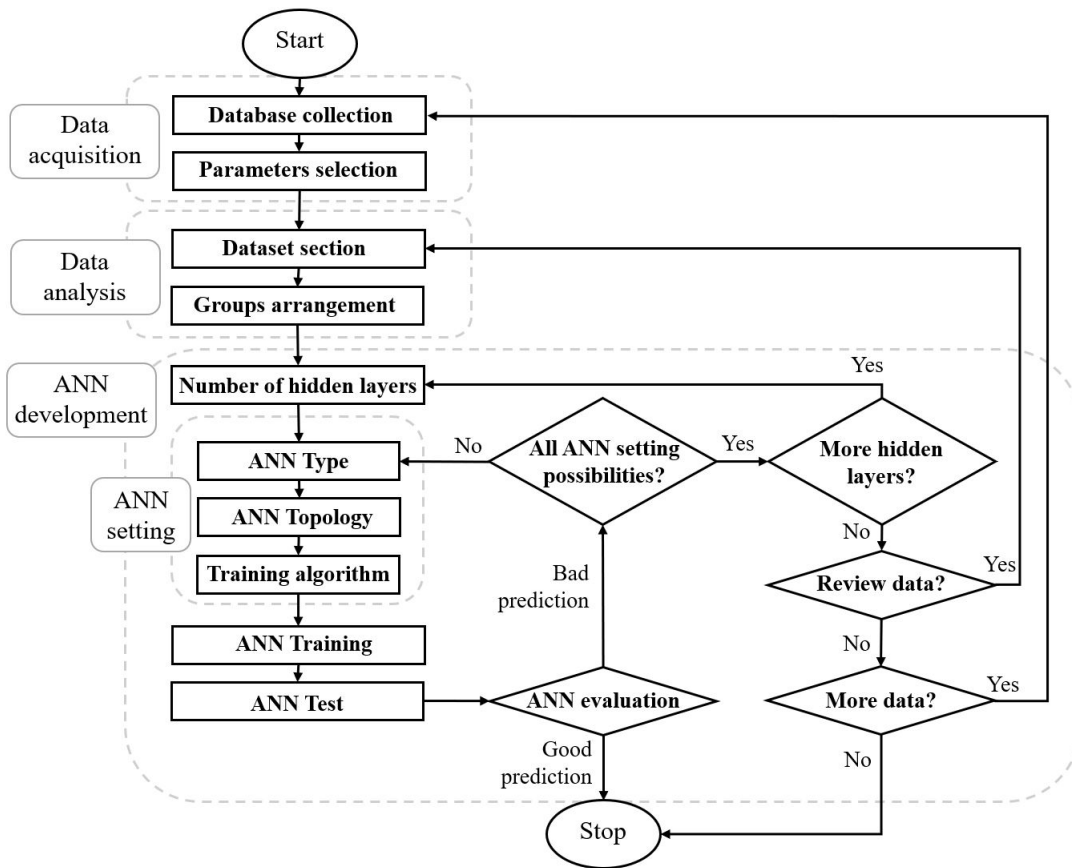 Start
Data
acquisition
Database collection
Parameters selection
Data
analysis
Dataset section
Groups arrangement
ANN
development
Number of hidden layers
Yes
ANN
setting
ANN Type
No
All ANN setting
possibilities?
Yes
More hidden
layers?
ANN Topology
No
Training algorithm
Bad
prediction
Review data?
Yes
ANN Training
No
ANN Test
ANN evaluation
More data?
Yes
Good
prediction
No
Stop